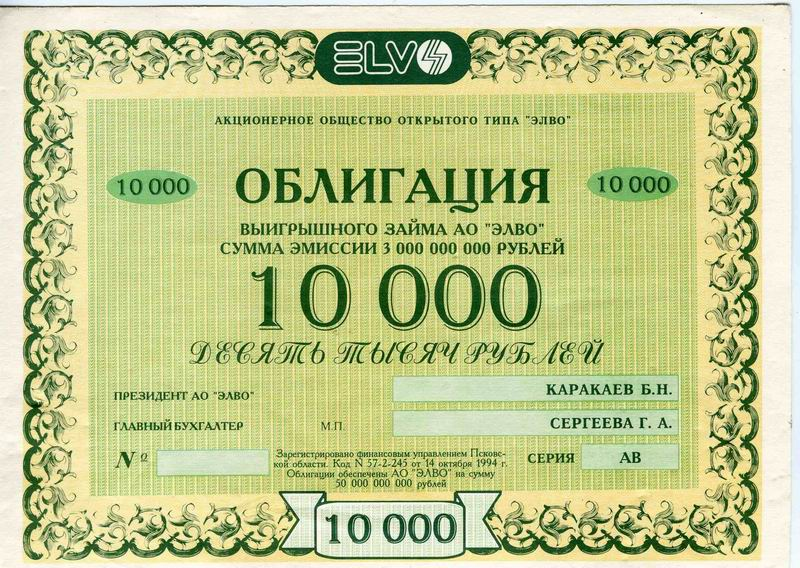 ELVO
АКЦИОНЕРНОЕ ОБЩЕСТВО ОТКРЫТОГО ТИПА "ЭЛВО"
10 000
ОБЛИГАЦИЯ
10 000
ВЫИГРЫШНОГО ЗАЙМА АО "ЭЛВО"
СУММА ЭМИССИИ 3 000 000 000 РУБЛЕЙ
10 000
ДЕСЯТЬ ТЫСЯЧ РУБЛЕЙ
ПРЕЗИДЕНТ АО "ЭЛВО" КАРАКАЕВ Б.Н.
ГЛАВНЫЙ БУХГАЛТЕР М.П. СЕРГЕЕВА Г. А.
№
Зарегистрировано финансовым управлением Псковс-
кой области. Код N 57-2-245 от 14 октября 1994 г.
Облигации обеспечены АО "ЭЛВО" на сумму
50 000 000 000 рублей
СЕРИЯ АВ
10 000